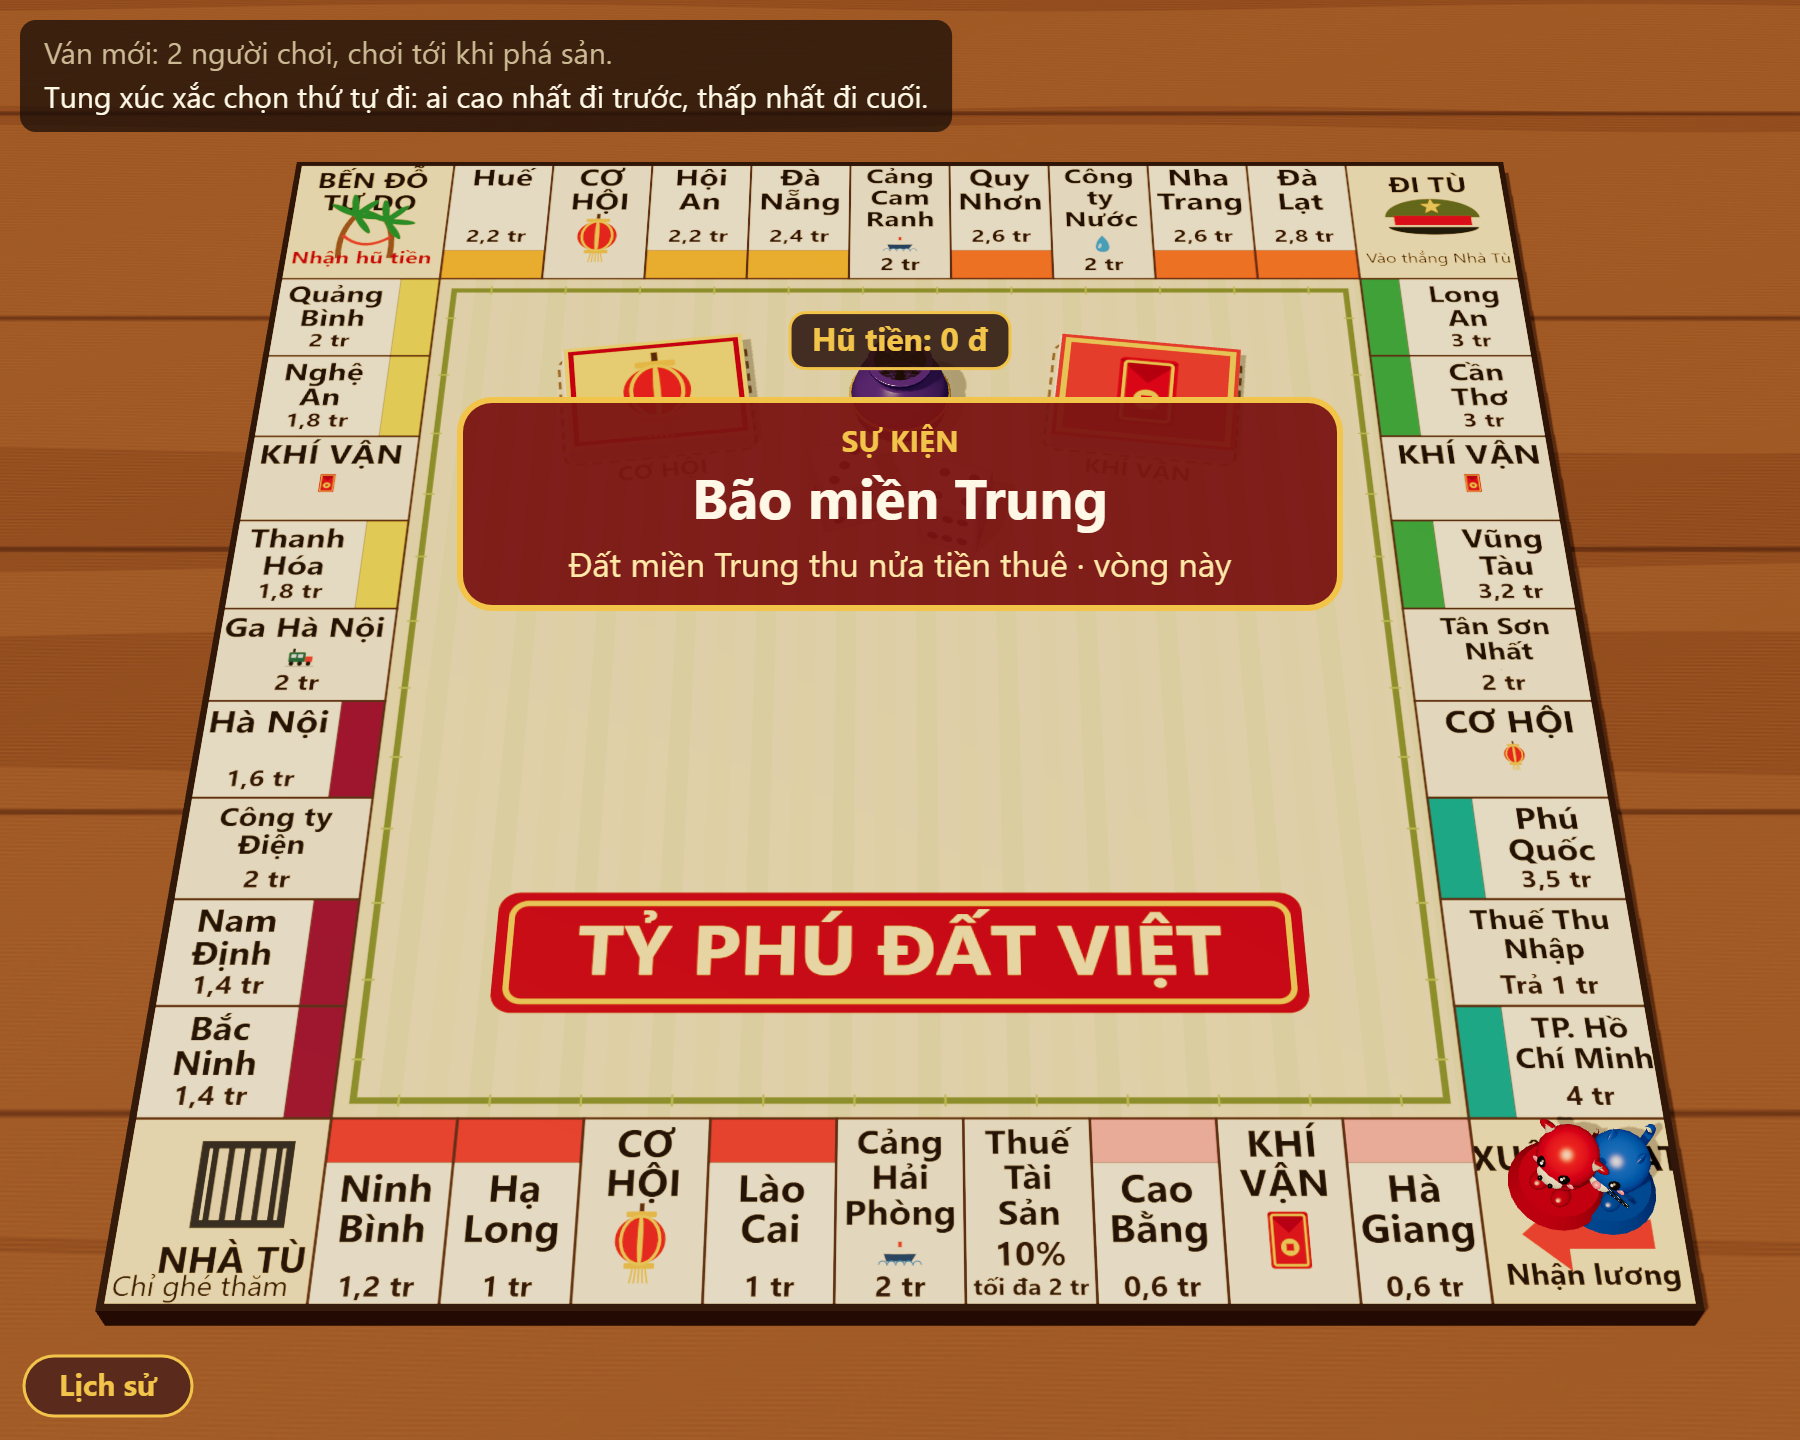 Ván mới: 2 người chơi, chơi tới khi phá sản.
Tung xúc xắc chọn thứ tự đi: ai cao nhất đi trước, thấp nhất đi cuối.
BẾN ĐỖ
TỰ DO
Nhận hũ tiền
Huế
2,2 tr
CƠ
HỘI
Hội
An
2,2 tr
Đà
Nẵng
2,4 tr
Cảng
Cam
Ranh
2 tr
Quy
Nhơn
2,6 tr
Công
ty
Nước
2 tr
Nha
Trang
2,6 tr
Đà
Lạt
2,8 tr
ĐI TÙ
Vào thẳng Nhà Tù
Quảng
Bình
2 tr
Nghệ
An
1,8 tr
KHÍ VẬN
Thanh
Hóa
1,8 tr
Ga Hà Nội
2 tr
Hà Nội
1,6 tr
Công ty
Điện
2 tr
Nam
Định
1,4 tr
Bắc
Ninh
1,4 tr
Hũ tiền: 0 đ
CƠ HỘI
KHÍ VẬN
SỰ KIỆN
Bão miền Trung
Đất miền Trung thu nửa tiền thuê · vòng này
TỶ PHÚ ĐẤT VIỆT
Long
An
3 tr
Cần
Thơ
3 tr
KHÍ VẬN
Vũng
Tàu
3,2 tr
Tân Sơn
Nhất
2 tr
CƠ HỘI
Phú
Quốc
3,5 tr
Thuế Thu
Nhập
Trả 1 tr
TP. Hồ
Chí Minh
4 tr
NHÀ TÙ
Chỉ ghé thăm
Ninh
Bình
1,2 tr
Hạ
Long
1 tr
CƠ
HỘI
Lào
Cai
1 tr
Cảng
Hải
Phòng
2 tr
Thuế
Tài
Sản
10%
tối đa 2 tr
Cao
Bằng
0,6 tr
KHÍ
VẬN
Hà
Giang
0,6 tr
Nhận lương
Lịch sử